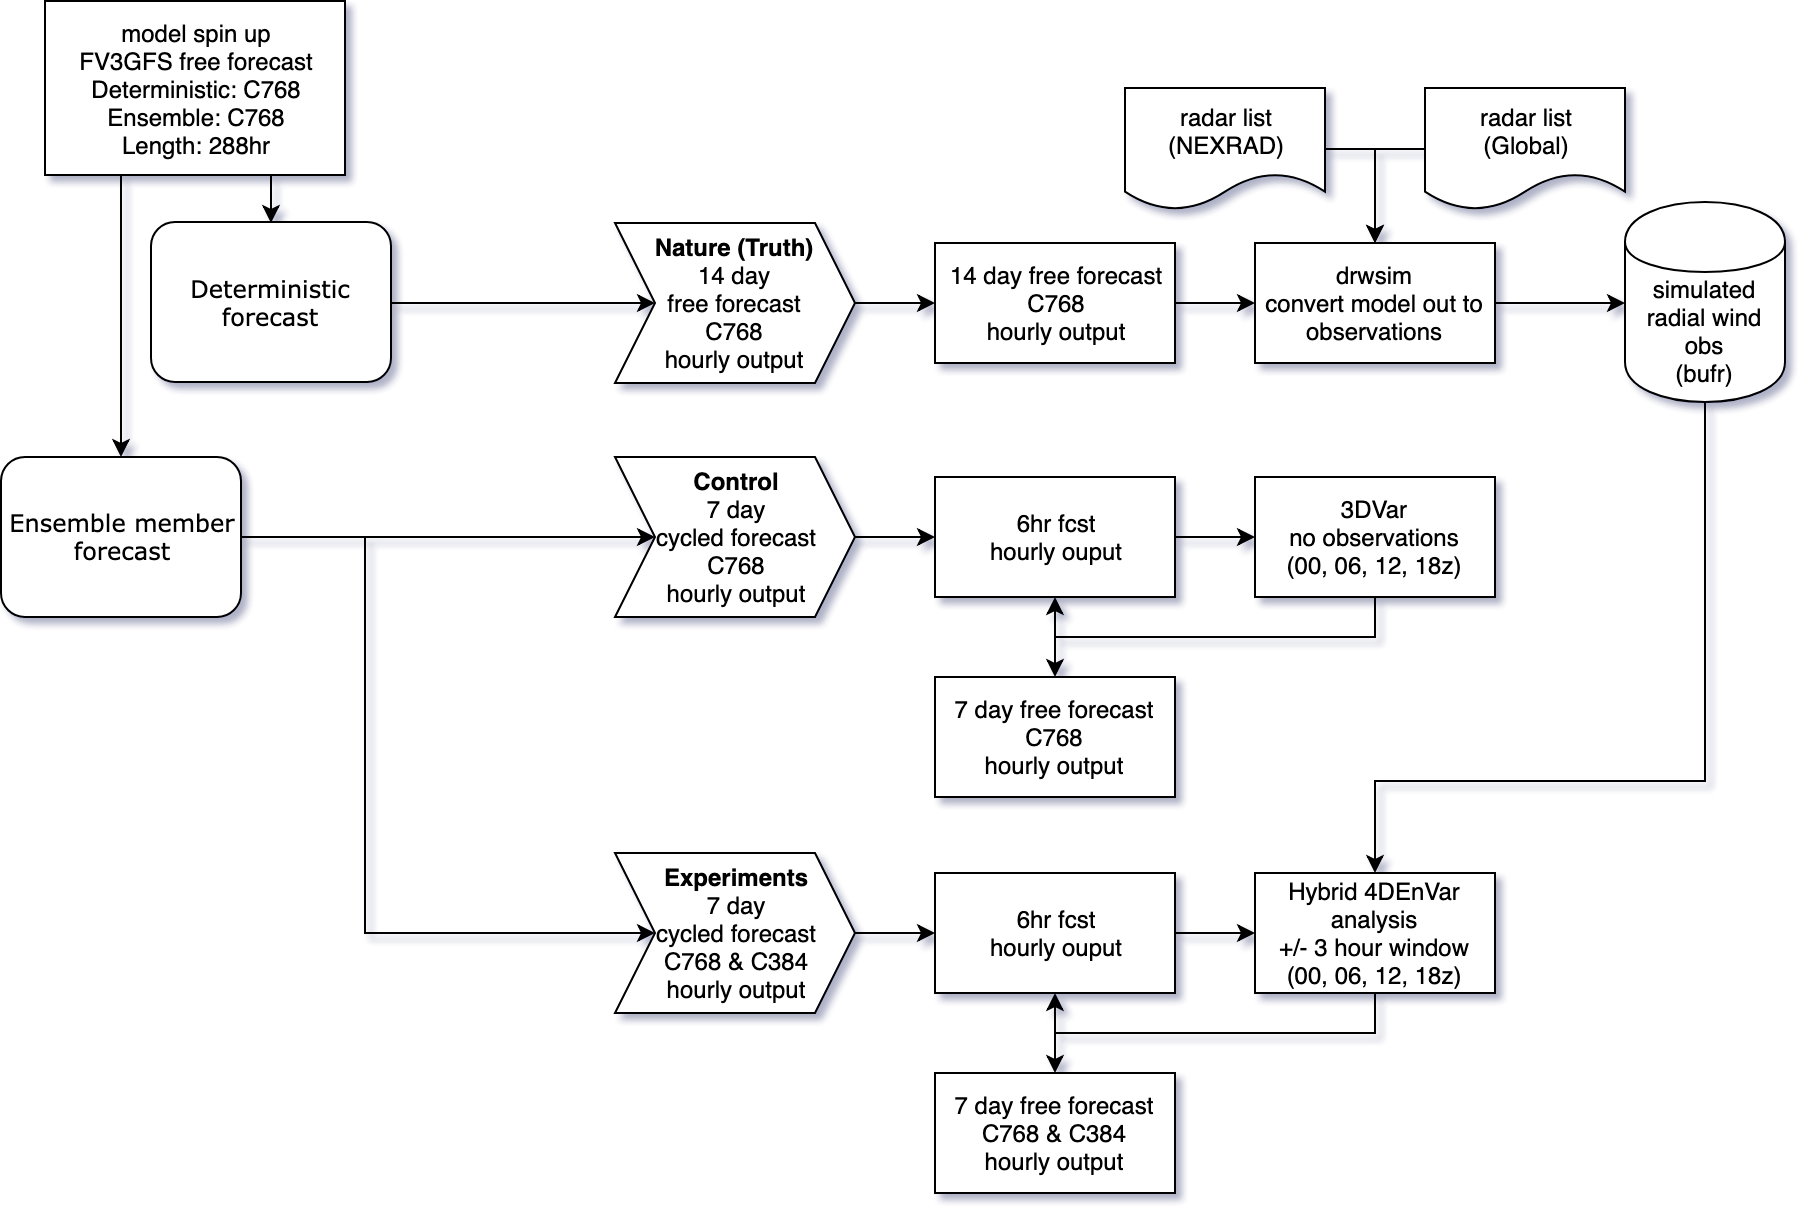 model spin up
FV3GFS free forecast
Deterministic: C768
Ensemble: C768
Length: 288hr
radar list
(NEXRAD)
radar list
(Global)
Deterministic
forecast
Nature (Truth)
14 day
free forecast
C768
hourly output
14 day free forecast
C768
hourly output
drwsim
convert model out to
observations
simulated
radial wind
obs
(bufr)
Ensemble member
forecast
Control
7 day
cycled forecast
C768
hourly output
6hr fcst
hourly ouput
3DVar
no observations
(00, 06, 12, 18z)
7 day free forecast
C768
hourly output
Experiments
7 day
cycled forecast
C768 & C384
hourly output
6hr fcst
hourly ouput
Hybrid 4DEnVar
analysis
+/- 3 hour window
(00, 06, 12, 18z)
7 day free forecast
C768 & C384
hourly output